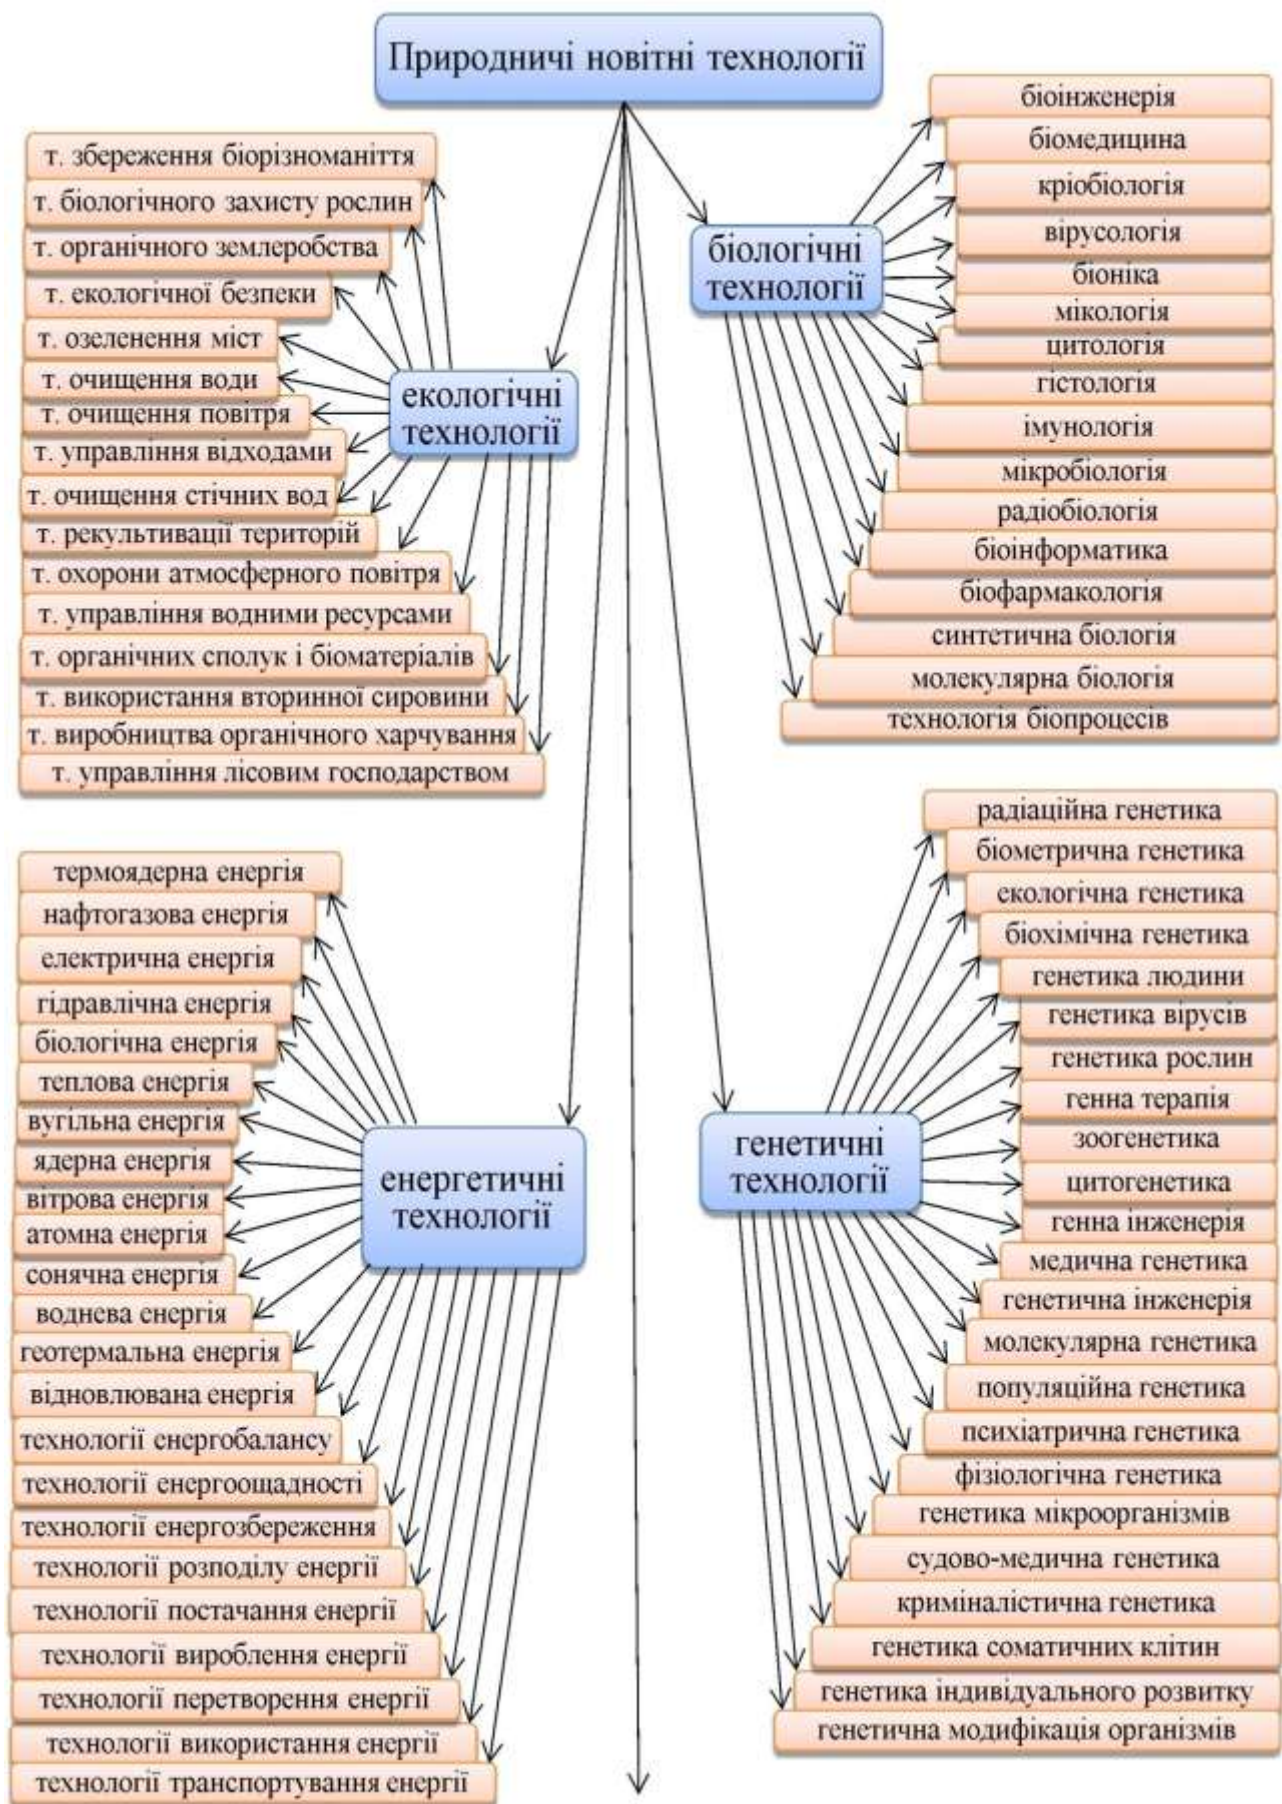 Природничі новітні технології
т. збереження біорізноманіття
т. біологічного захисту рослин
т. органічного землеробства
т. екологічної безпеки
т. озеленення міст
т. очищення води
т. очищення повітря
т. управління відходами
т. очищення стічних вод
т. рекультивації територій
т. охорони атмосферного повітря
т. управління водними ресурсами
т. органічних сполук і біоматеріалів
т. використання вторинної сировини
т. виробництва органічного харчування
т. управління лісовим господарством
екологічні
технології
біологічні
технології
біоінженерія
біомедицина
кріобіологія
вірусологія
біоніка
мікологія
цитологія
гістологія
імунологія
мікробіологія
радіобіологія
біоінформатика
біофармакологія
синтетична біологія
молекулярна біологія
технологія біопроцесів
термоядерна енергія
нафтогазова енергія
електрична енергія
гідравлічна енергія
біологічна енергія
теплова енергія
вугільна енергія
ядерна енергія
вітрова енергія
атомна енергія
сонячна енергія
воднева енергія
геотермальна енергія
відновлювана енергія
технології енергобалансу
технології енергоощадності
технології енергозбереження
технології розподілу енергії
технології постачання енергії
технології вироблення енергії
технології перетворення енергії
технології використання енергії
технології транспортування енергії
енергетичні
технології
генетичні
технології
радіаційна генетика
біометрична генетика
екологічна генетика
біохімічна генетика
генетика людини
генетика вірусів
генетика рослин
генна терапія
зоогенетика
цитогенетика
генна інженерія
медична генетика
генетична інженерія
молекулярна генетика
популяційна генетика
психіатрична генетика
фізіологічна генетика
генетика мікроорганізмів
судово-медична генетика
криміналістична генетика
генетика соматичних клітин
генетика індивідуального розвитку
генетична модифікація організмів